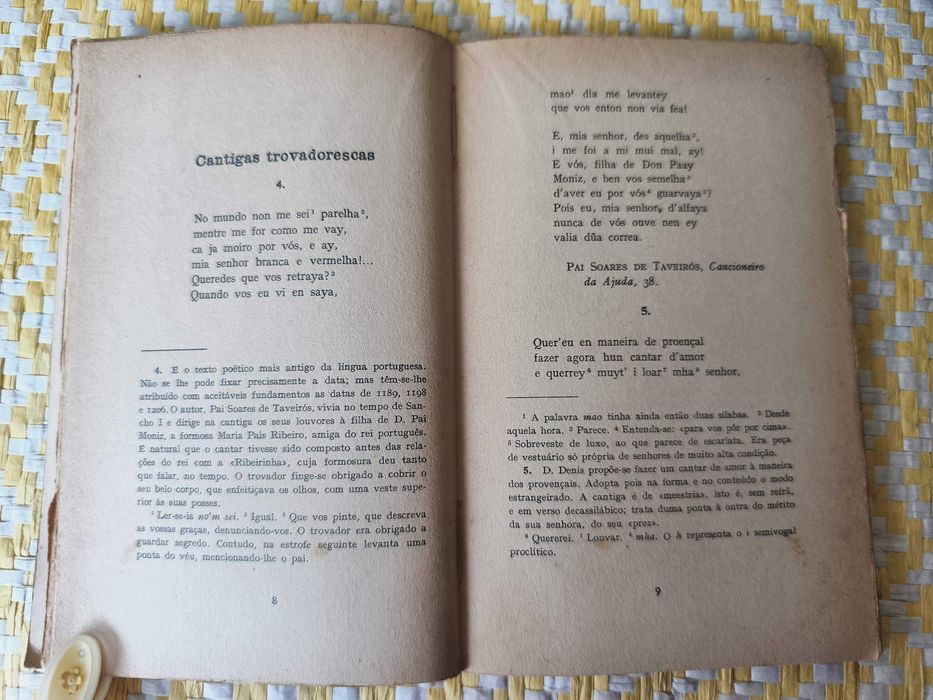 Cantigas trovadorescas
4.
No mundo non me sei¹ parelha²,
mentre me for como me vay,
ca ja moiro por vós, e ay,
mia senhor branca e vermelha!...
Queredes que vos retraya?³
Quando vos eu vi en saya,
4. É o texto poético mais antigo da língua portuguesa.
Não se lhe pode fixar precisamente a data; mas têm-se-lhe
atribuído com aceitáveis fundamentos as datas de 1189, 1198
e 1206. O autor, Pai Soares de Taveirós, vivia no tempo de San-
cho I e dirige na cantiga os seus louvores à filha de D. Pai
Moniz, a formosa Maria Pais Ribeiro, amiga do rei português.
É natural que o cantar tivesse sido composto antes das rela-
ções do rei com a «Ribeirinha», cuja formosura deu tanto
que falar, no tempo. O trovador finge-se obrigado a cobrir o
seu belo corpo, que enfeitiçava os olhos, com uma veste supe-
rior às suas posses.
¹ Ler-se-ia no'm sei. ² Igual. ³ Que vos pinte, que descreva
as vossas graças, denunciando-vos. O trovador era obrigado a
guardar segredo. Contudo, na estrofe seguinte levanta uma
ponta do véu, mencionando-lhe o pai.
8
mao¹ dia me levantey
que vos enton non via fea!
E, mia senhor, des aquelha²,
i me foi a mi mui mal, ay!
E vós, filha de Don Paay
Moniz, e ben vos semelha³
d'aver eu por vós⁴ guarvaya⁵?
Pois eu, mia senhor, d'alfaya
nunca de vós ouve nen ey
valia dũa correa.
PAI SOARES DE TAVEIRÓS, Cancioneiro
da Ajuda, 38.
5.
Quer'eu en maneira de proençal
fazer agora hun cantar d'amor
e querrey⁶ muyt' i loar⁷ mha⁸ senhor,
¹ A palavra mao tinha ainda então duas sílabas. ² Desde
aquela hora. ³ Parece. ⁴ Entenda-se: «para vos pôr por cima».
⁵ Sobreveste de luxo, ao que parece de escarlata. Era peça
de vestuário só própria de senhores de muito alta condição.
5. D. Denis propõe-se fazer um cantar de amor à maneira
dos provençais. Adopta pois na forma e no conteúdo o modo
estrangeirado. A cantiga é de «meestria», isto é, sem refrã,
e em verso decassilábico; trata duma ponta à outra do mérito
da sua senhora, do seu «prez».
⁶ Quererei. ⁷ Louvar. ⁸ mha. O h representa o i semivogal
proclítico.
9